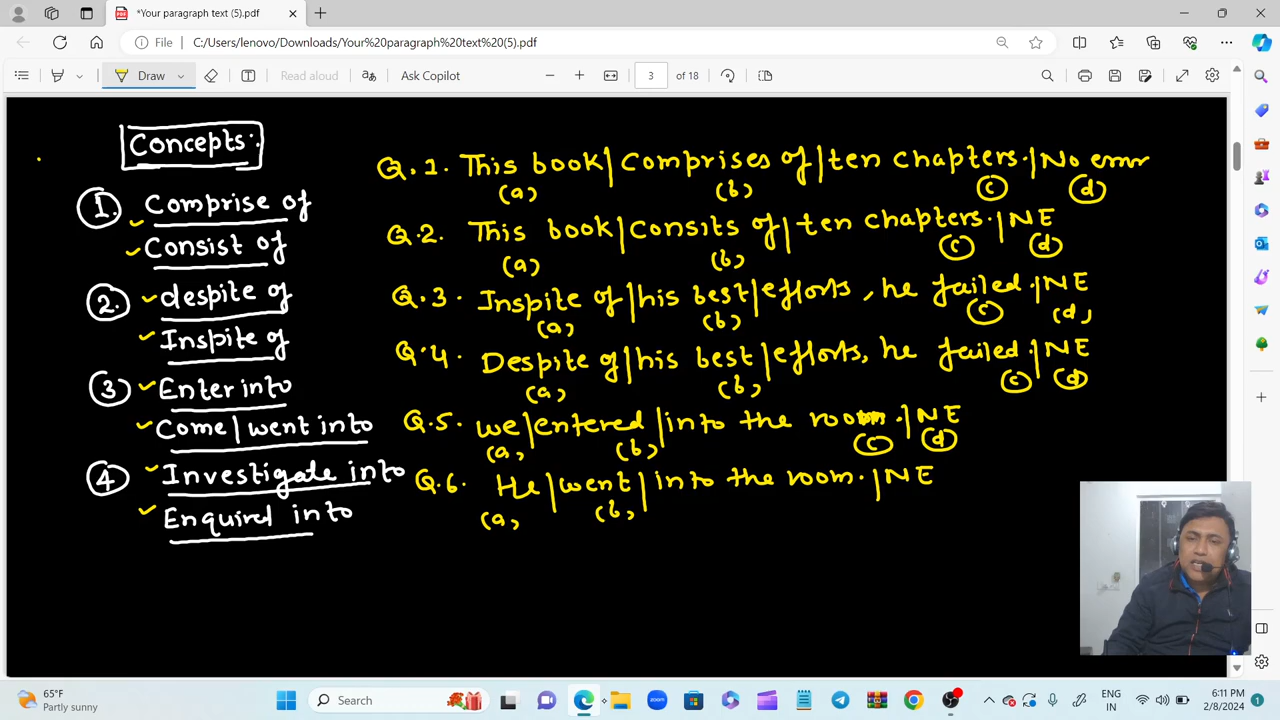 *Your paragraph text (5).pdf
File
C:/Users/lenovo/Downloads/Your%20paragraph%20text%20(5).pdf
Draw
Read aloud
Ask Copilot
3
of 18
Concepts:
1. Comprise of
Consist of
2. despite of
Inspite of
3 Enter into
Come/went into
4 Investigate into
Enquired into
Q.1. This book/Comprises of/ten chapters./No error
(a) (b) (c) (d)
Q.2. This book/Consits of/ten chapters./NE
(a) (b) (c) (d)
Q.3. Inspite of/his best/efforts, he failed./NE
(a) (b) (c) (d)
Q.4. Despite of/his best/efforts, he failed./NE
(a) (b) (c) (d)
Q.5. we/entered/into the room./NE
(a) (b) (c) (d)
Q.6. He/went/into the room./NE
(a) (b)
65°F
Partly sunny
Search
zoom
ENG
IN
6:11 PM
2/8/2024
1